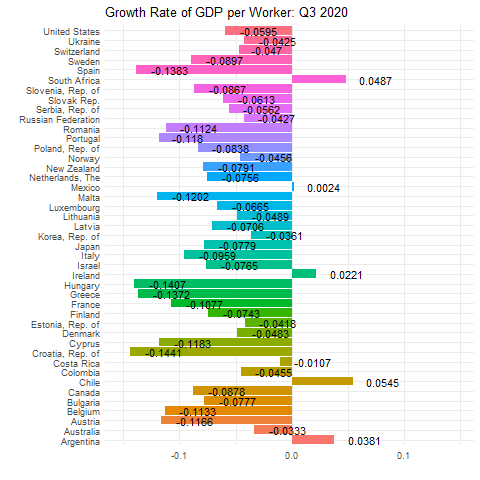 Growth Rate of GDP per Worker: Q3 2020
United States -0.0595
Ukraine -0.0425
Switzerland -0.047
Sweden -0.0897
Spain -0.1383
South Africa 0.0487
Slovenia, Rep. of -0.0867
Slovak Rep. -0.0613
Serbia, Rep. of -0.0562
Russian Federation -0.0427
Romania -0.1124
Portugal -0.118
Poland, Rep. of -0.0838
Norway -0.0456
New Zealand -0.0791
Netherlands, The -0.0756
Mexico 0.0024
Malta -0.1202
Luxembourg -0.0665
Lithuania -0.0489
Latvia -0.0706
Korea, Rep. of -0.0361
Japan -0.0779
Italy -0.0959
Israel -0.0765
Ireland 0.0221
Hungary -0.1407
Greece -0.1372
France -0.1077
Finland -0.0743
Estonia, Rep. of -0.0418
Denmark -0.0483
Cyprus -0.1183
Croatia, Rep. of -0.1441
Costa Rica -0.0107
Colombia -0.0455
Chile 0.0545
Canada -0.0878
Bulgaria -0.0777
Belgium -0.1133
Austria -0.1166
Australia -0.0333
Argentina 0.0381
-0.1 0.0 0.1